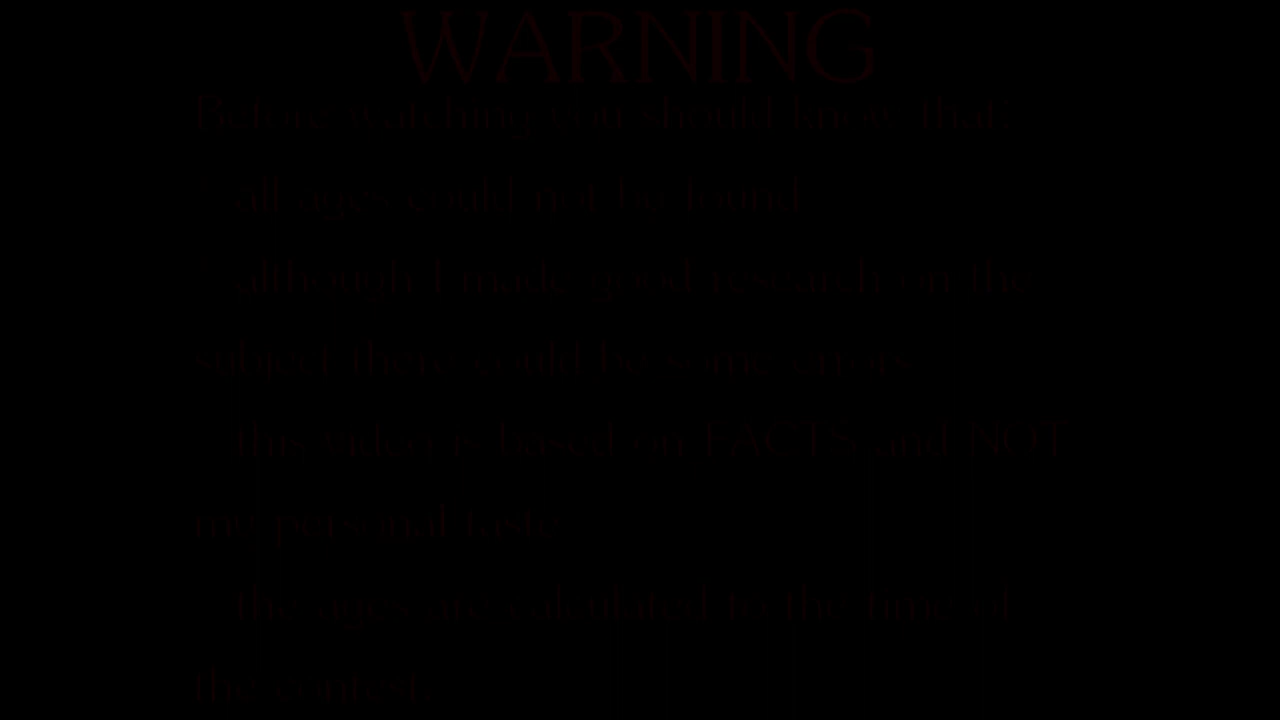 WARNING
Before watching you should know that:
* all ages could not be found
* although I made good research on the
subject there could be some errors
* this video is based on FACTS and NOT
my personal taste
* the ages are calculated to the time of
the contest.